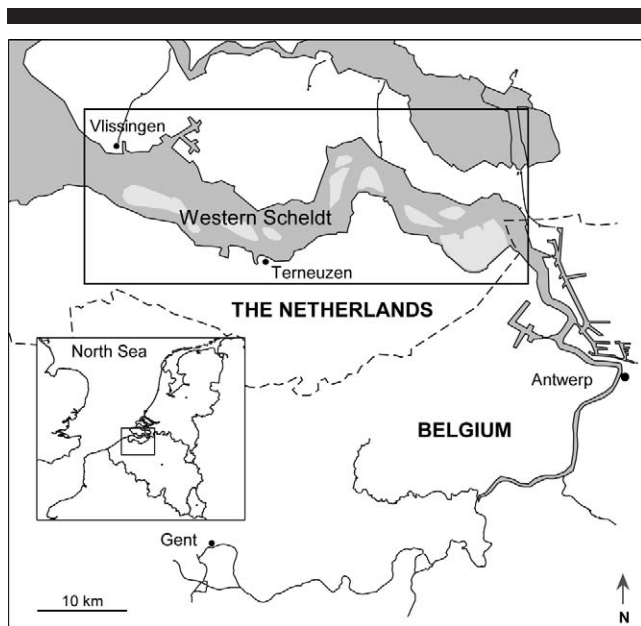 Vlissingen
Western Scheldt
Terneuzen
THE NETHERLANDS
North Sea
Antwerp
BELGIUM
Gent
10 km
N